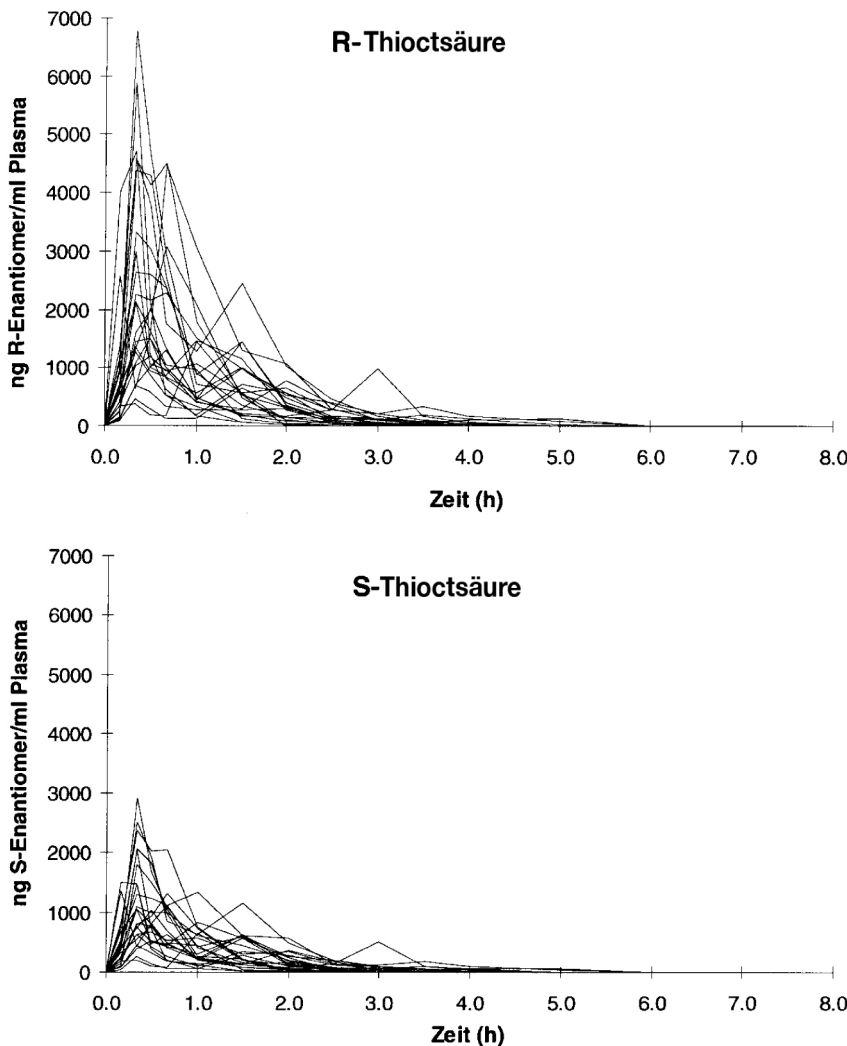 R-Thioctsäure
ng R-Enantiomer/ml Plasma
7000
6000
5000
4000
3000
2000
1000
0
0.0 1.0 2.0 3.0 4.0 5.0 6.0 7.0 8.0
Zeit (h)
S-Thioctsäure
ng S-Enantiomer/ml Plasma
7000
6000
5000
4000
3000
2000
1000
0
0.0 1.0 2.0 3.0 4.0 5.0 6.0 7.0 8.0
Zeit (h)